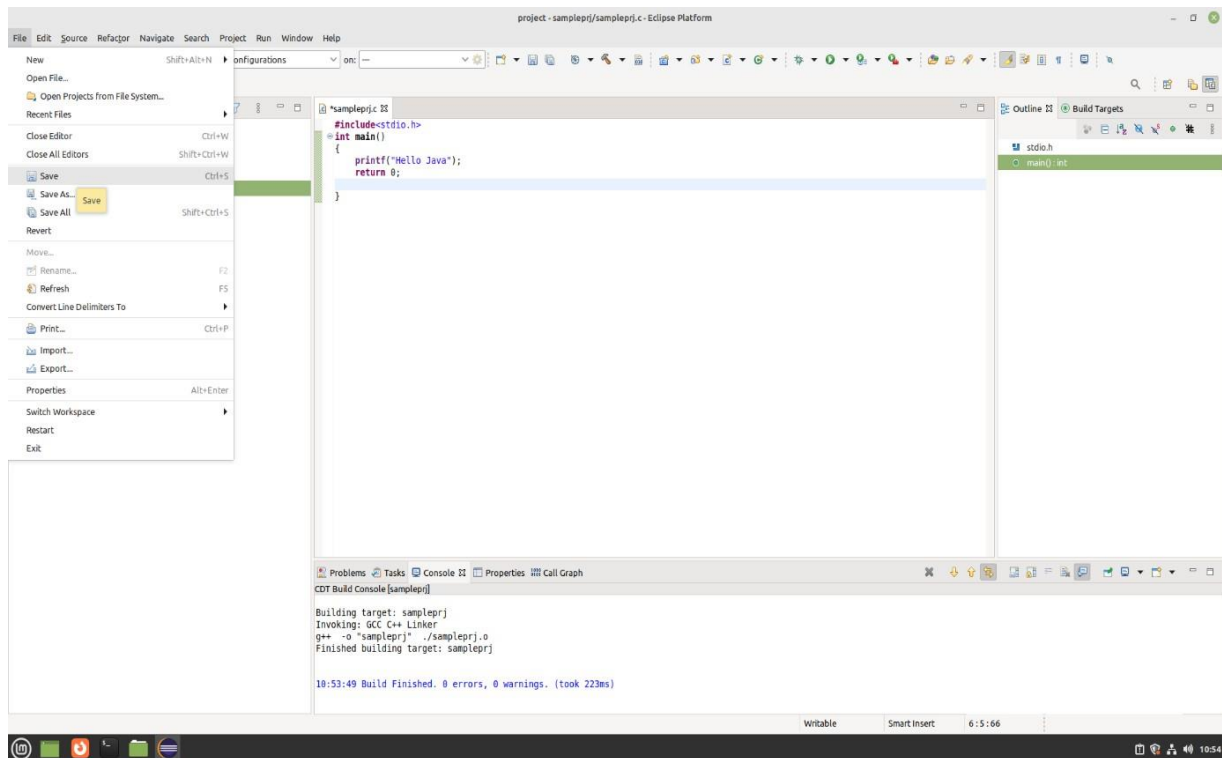 project - sampleprj/sampleprj.c - Eclipse Platform
File Edit Source Refactor Navigate Search Project Run Window Help
New Shift+Alt+N
onfigurations
on: ---
Open File...
Open Projects from File System...
Recent Files
Close Editor Ctrl+W
Close All Editors Shift+Ctrl+W
Save Ctrl+S
Save As...
Save
Save All Shift+Ctrl+S
Revert
Move...
Rename... F2
Refresh F5
Convert Line Delimiters To
Print... Ctrl+P
Import...
Export...
Properties Alt+Enter
Switch Workspace
Restart
Exit
*sampleprj.c
#include<stdio.h>
int main()
{
printf("Hello Java");
return 0;
}
Outline Build Targets
stdio.h
main() : int
Problems Tasks Console Properties Call Graph
CDT Build Console [sampleprj]
Building target: sampleprj
Invoking: GCC C++ Linker
g++ -o "sampleprj" ./sampleprj.o
Finished building target: sampleprj
10:53:49 Build Finished. 0 errors, 0 warnings. (took 223ms)
Writable Smart Insert 6 : 5 : 66
10:54